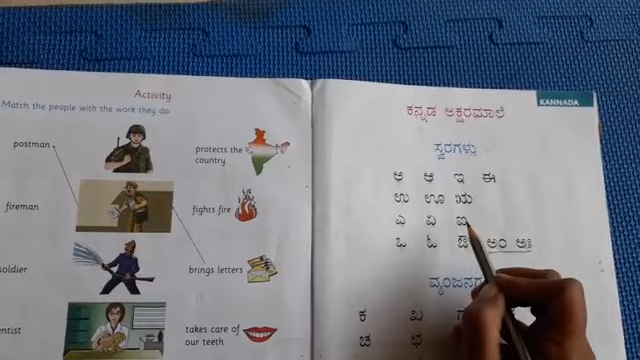 Activity
Match the people with the work they do
postman
protects the
country
fireman
fights fire
soldier
brings letters
takes care of
our teeth
KANNADA
ಕನ್ನಡ ಅಕ್ಷರಮಾಲೆ
ಸ್ವರಗಳು
ಅ ಆ ಇ ಈ
ಉ ಊ ಋ
ಎ ಏ ಐ
ಒ ಓ ಔ ಅಂ ಅಃ
ಕ ಖ
ಚ ಛ